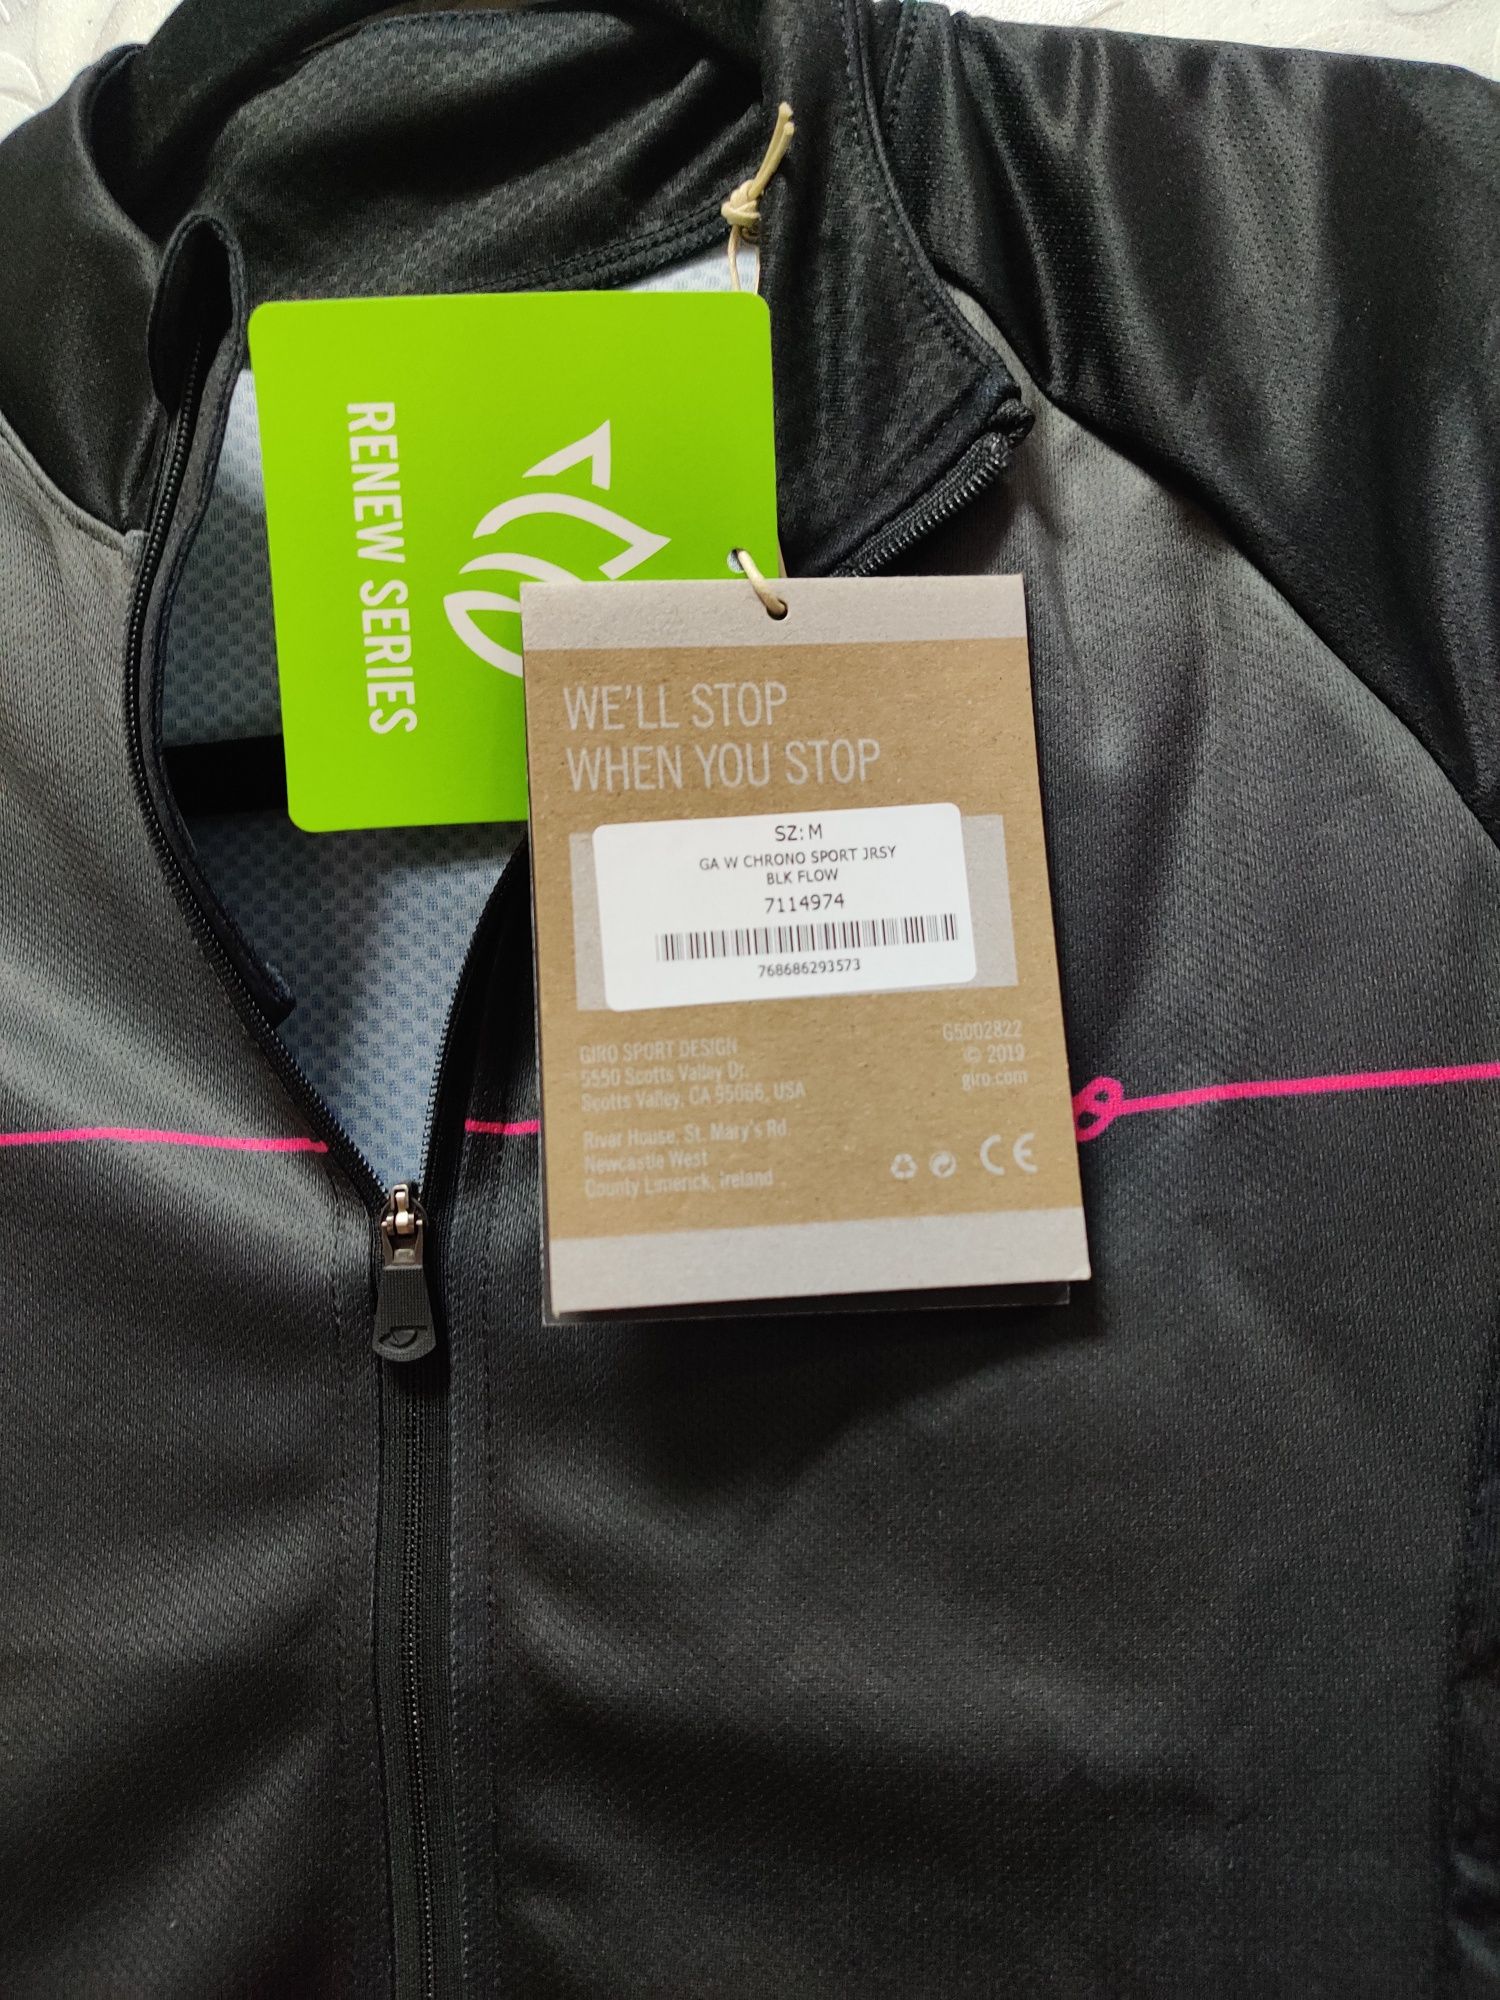 RENEW SERIES
WE'LL STOP
WHEN YOU STOP
SZ: M
GA W CHRONO SPORT JRSY
BLK FLOW
7114974
768686293573
GIRO SPORT DESIGN
5550 Scotts Valley Dr.
Scotts Valley, CA 95066, USA
River House, St. Mary's Rd.
Newcastle West
County Limerick, Ireland
G5002822
© 2019
giro.com
CE